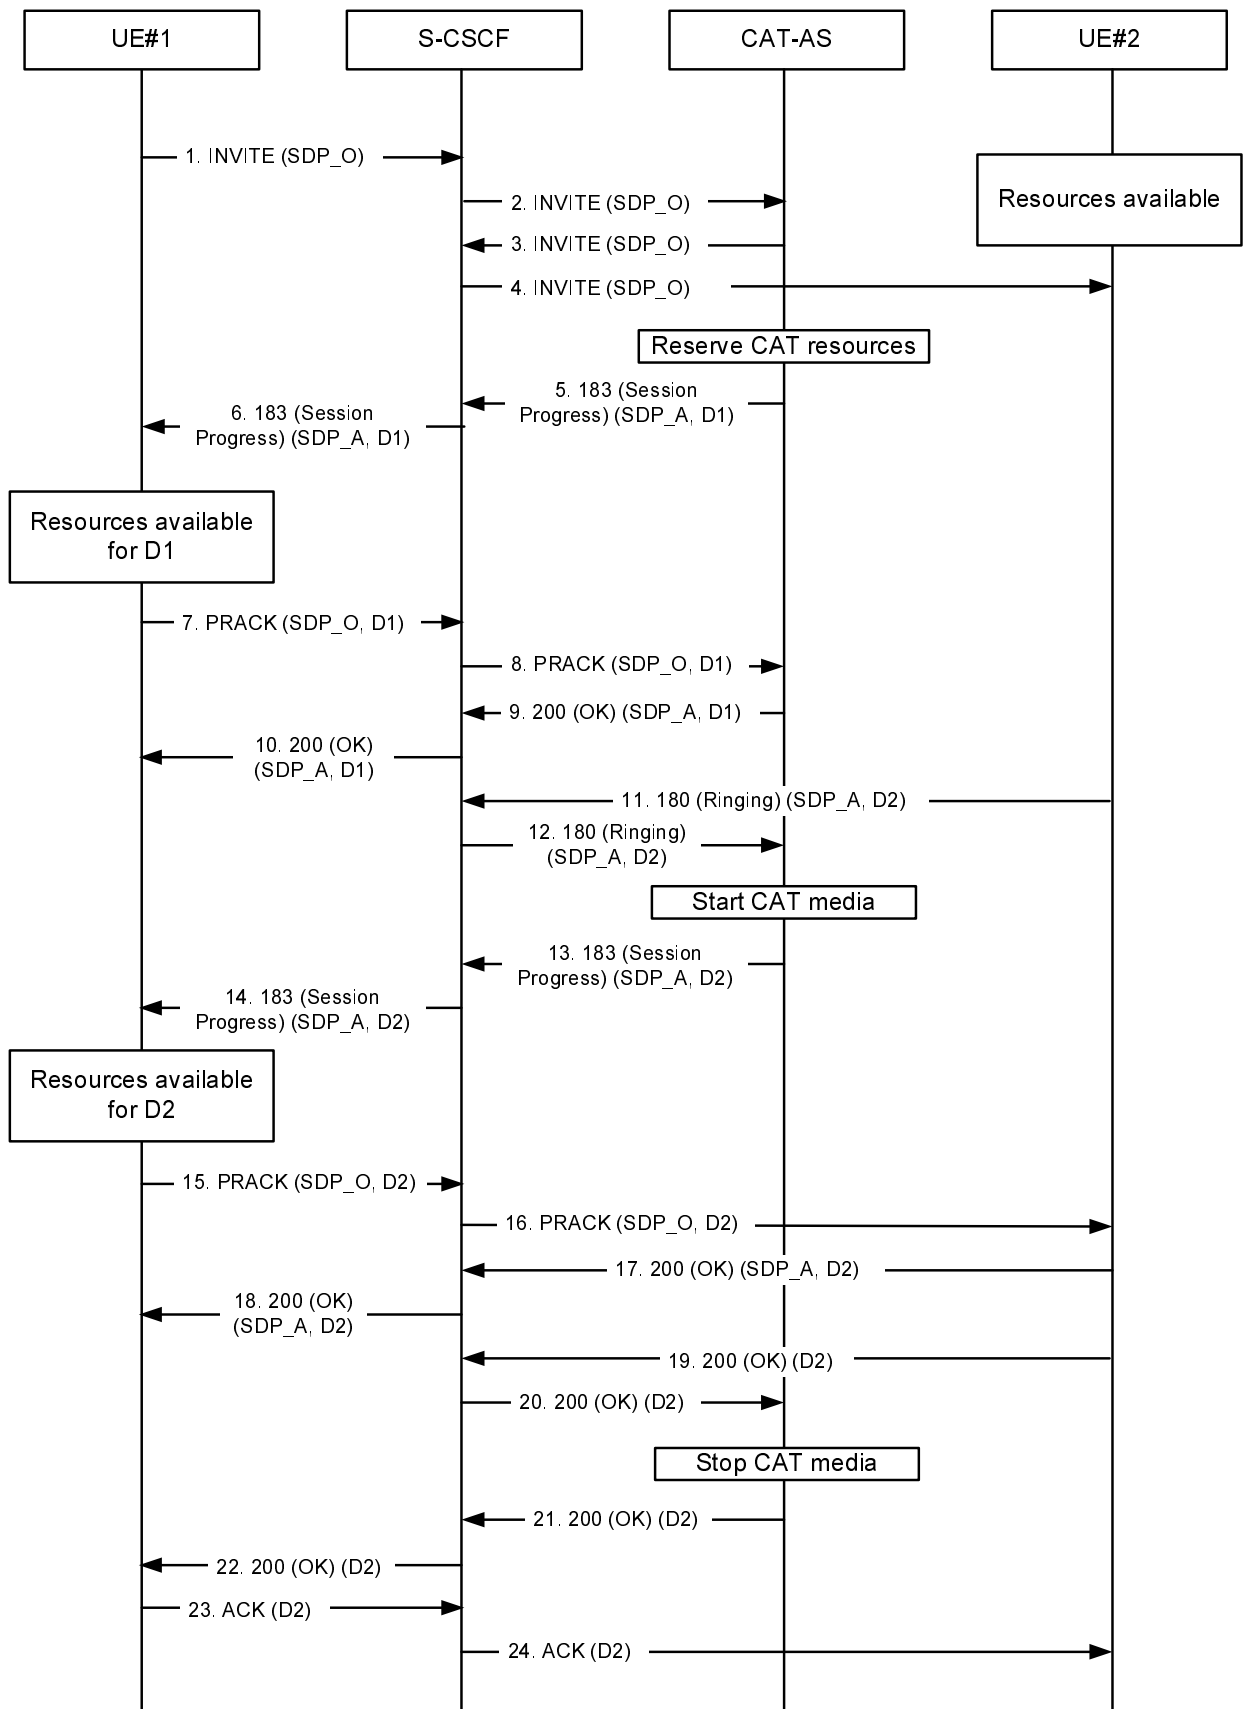 UE#1
S-CSCF
CAT-AS
UE#2
1. INVITE (SDP_O)
Resources available
2. INVITE (SDP_O)
3. INVITE (SDP_O)
4. INVITE (SDP_O)
Reserve CAT resources
5. 183 (Session
Progress) (SDP_A, D1)
6. 183 (Session
Progress) (SDP_A, D1)
Resources available
for D1
7. PRACK (SDP_O, D1)
8. PRACK (SDP_O, D1)
9. 200 (OK) (SDP_A, D1)
10. 200 (OK)
(SDP_A, D1)
11. 180 (Ringing) (SDP_A, D2)
12. 180 (Ringing)
(SDP_A, D2)
Start CAT media
13. 183 (Session
Progress) (SDP_A, D2)
14. 183 (Session
Progress) (SDP_A, D2)
Resources available
for D2
15. PRACK (SDP_O, D2)
16. PRACK (SDP_O, D2)
17. 200 (OK) (SDP_A, D2)
18. 200 (OK)
(SDP_A, D2)
19. 200 (OK) (D2)
20. 200 (OK) (D2)
Stop CAT media
21. 200 (OK) (D2)
22. 200 (OK) (D2)
23. ACK (D2)
24. ACK (D2)